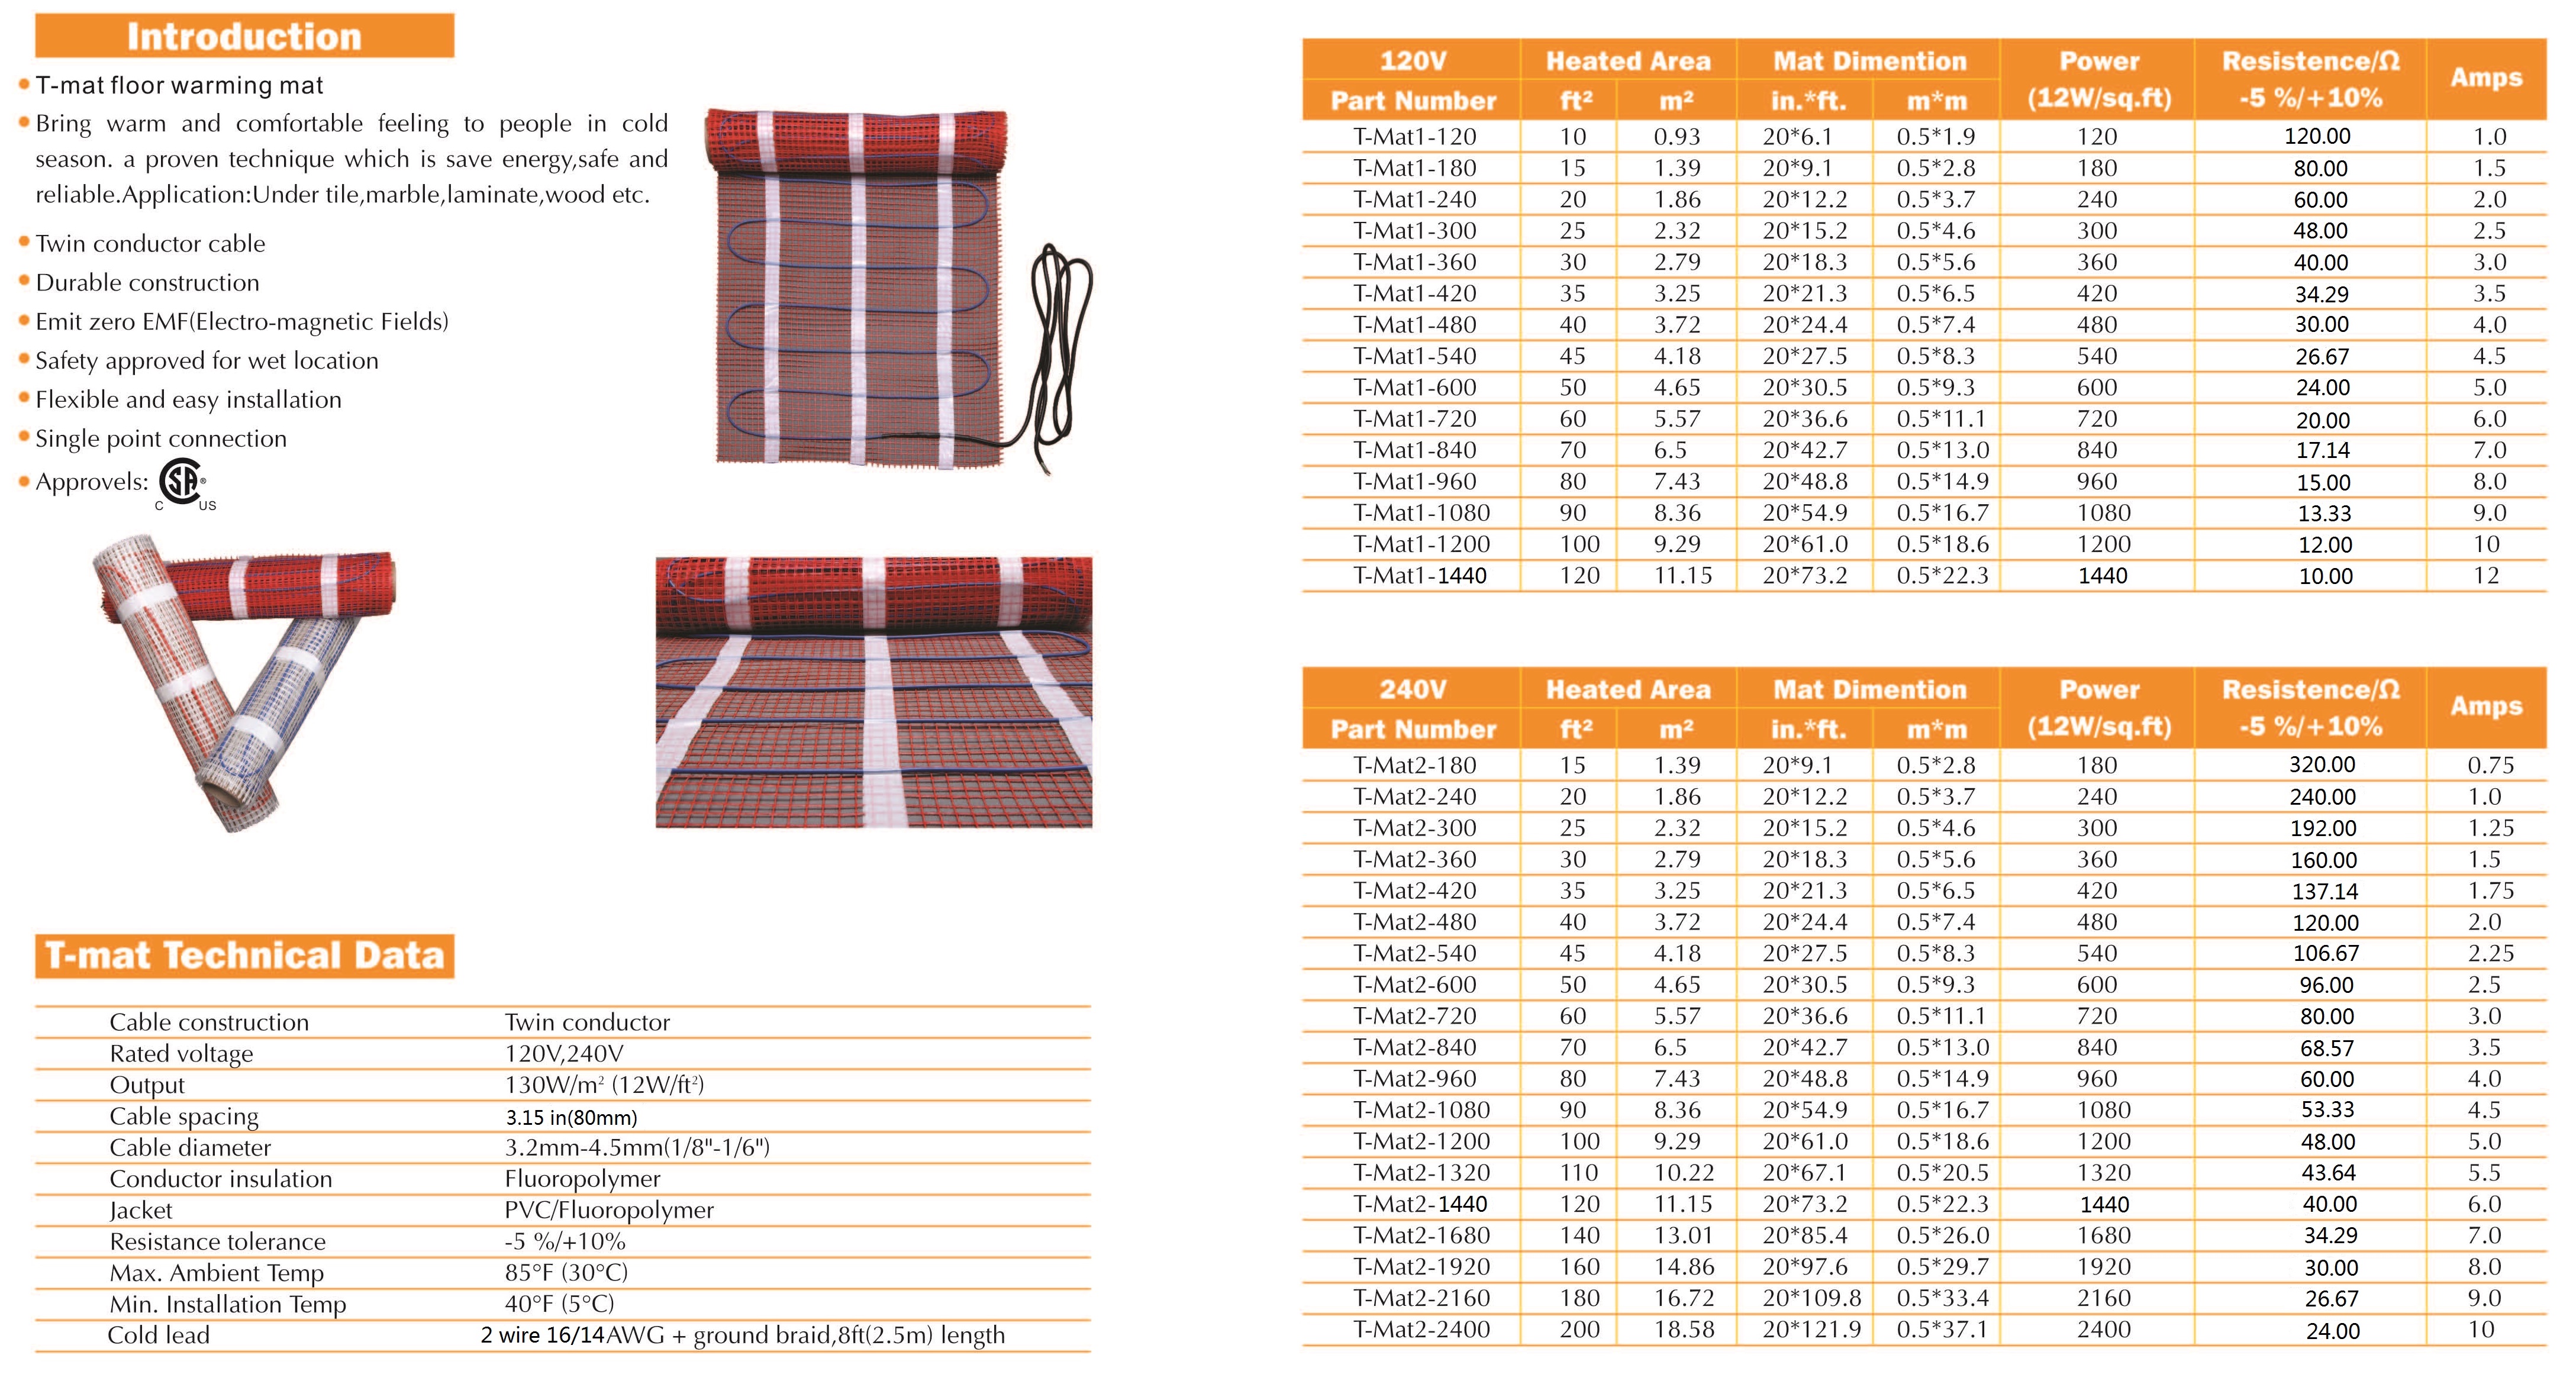 Introduction
T-mat floor warming mat
Bring warm and comfortable feeling to people in cold
season. a proven technique which is save energy,safe and
reliable.Application:Under tile,marble,laminate,wood etc.
Twin conductor cable
Durable construction
Emit zero EMF(Electro-magnetic Fields)
Safety approved for wet location
Flexible and easy installation
Single point connection
Approvels: CSA ® C US
T-mat Technical Data
Cable construction Twin conductor
Rated voltage 120V,240V
Output 130W/m² (12W/ft²)
Cable spacing 3.15 in(80mm)
Cable diameter 3.2mm-4.5mm(1/8"-1/6")
Conductor insulation Fluoropolymer
Jacket PVC/Fluoropolymer
Resistance tolerance -5 %/+10%
Max. Ambient Temp 85°F (30°C)
Min. Installation Temp 40°F (5°C)
Cold lead 2 wire 16/14AWG + ground braid,8ft(2.5m) length
120V Heated Area Mat Dimention Power Resistence/Ω Amps
Part Number ft² m² in.*ft. m*m (12W/sq.ft) -5 %/+10%
T-Mat1-120 10 0.93 20*6.1 0.5*1.9 120 120.00 1.0
T-Mat1-180 15 1.39 20*9.1 0.5*2.8 180 80.00 1.5
T-Mat1-240 20 1.86 20*12.2 0.5*3.7 240 60.00 2.0
T-Mat1-300 25 2.32 20*15.2 0.5*4.6 300 48.00 2.5
T-Mat1-360 30 2.79 20*18.3 0.5*5.6 360 40.00 3.0
T-Mat1-420 35 3.25 20*21.3 0.5*6.5 420 34.29 3.5
T-Mat1-480 40 3.72 20*24.4 0.5*7.4 480 30.00 4.0
T-Mat1-540 45 4.18 20*27.5 0.5*8.3 540 26.67 4.5
T-Mat1-600 50 4.65 20*30.5 0.5*9.3 600 24.00 5.0
T-Mat1-720 60 5.57 20*36.6 0.5*11.1 720 20.00 6.0
T-Mat1-840 70 6.5 20*42.7 0.5*13.0 840 17.14 7.0
T-Mat1-960 80 7.43 20*48.8 0.5*14.9 960 15.00 8.0
T-Mat1-1080 90 8.36 20*54.9 0.5*16.7 1080 13.33 9.0
T-Mat1-1200 100 9.29 20*61.0 0.5*18.6 1200 12.00 10
T-Mat1-1440 120 11.15 20*73.2 0.5*22.3 1440 10.00 12
240V Heated Area Mat Dimention Power Resistence/Ω Amps
Part Number ft² m² in.*ft. m*m (12W/sq.ft) -5 %/+10%
T-Mat2-180 15 1.39 20*9.1 0.5*2.8 180 320.00 0.75
T-Mat2-240 20 1.86 20*12.2 0.5*3.7 240 240.00 1.0
T-Mat2-300 25 2.32 20*15.2 0.5*4.6 300 192.00 1.25
T-Mat2-360 30 2.79 20*18.3 0.5*5.6 360 160.00 1.5
T-Mat2-420 35 3.25 20*21.3 0.5*6.5 420 137.14 1.75
T-Mat2-480 40 3.72 20*24.4 0.5*7.4 480 120.00 2.0
T-Mat2-540 45 4.18 20*27.5 0.5*8.3 540 106.67 2.25
T-Mat2-600 50 4.65 20*30.5 0.5*9.3 600 96.00 2.5
T-Mat2-720 60 5.57 20*36.6 0.5*11.1 720 80.00 3.0
T-Mat2-840 70 6.5 20*42.7 0.5*13.0 840 68.57 3.5
T-Mat2-960 80 7.43 20*48.8 0.5*14.9 960 60.00 4.0
T-Mat2-1080 90 8.36 20*54.9 0.5*16.7 1080 53.33 4.5
T-Mat2-1200 100 9.29 20*61.0 0.5*18.6 1200 48.00 5.0
T-Mat2-1320 110 10.22 20*67.1 0.5*20.5 1320 43.64 5.5
T-Mat2-1440 120 11.15 20*73.2 0.5*22.3 1440 40.00 6.0
T-Mat2-1680 140 13.01 20*85.4 0.5*26.0 1680 34.29 7.0
T-Mat2-1920 160 14.86 20*97.6 0.5*29.7 1920 30.00 8.0
T-Mat2-2160 180 16.72 20*109.8 0.5*33.4 2160 26.67 9.0
T-Mat2-2400 200 18.58 20*121.9 0.5*37.1 2400 24.00 10